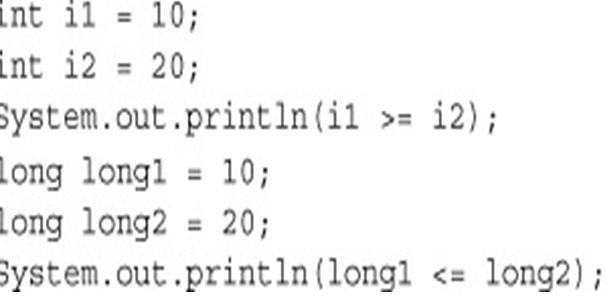 int i1 = 10;
int i2 = 20;
System.out.println(i1 >= i2);
long long1 = 10;
long long2 = 20;
System.out.println(long1 <= long2);